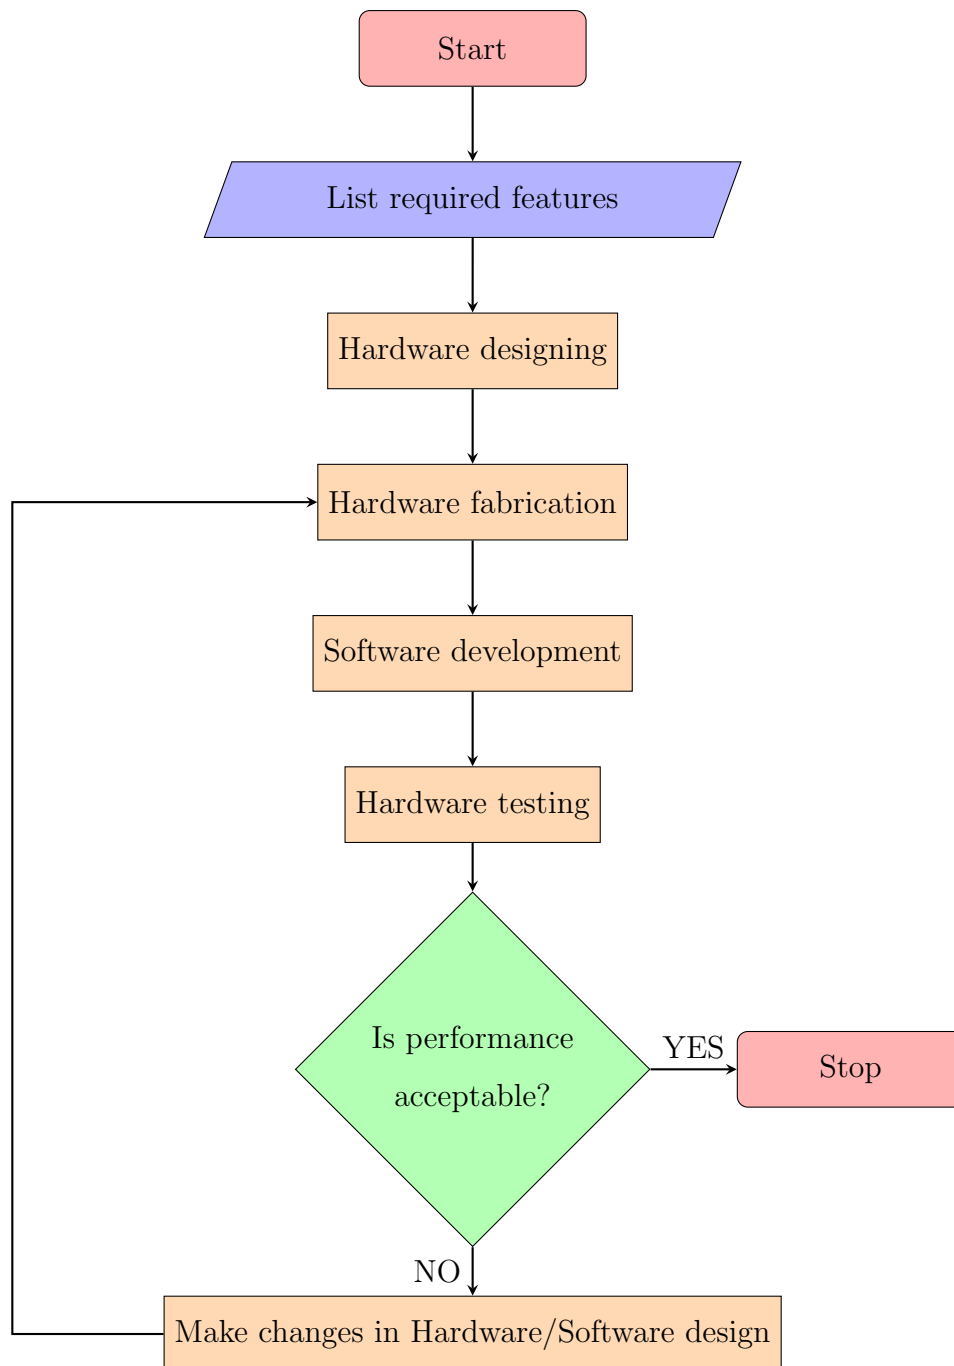 Start
List required features
Hardware designing
Hardware fabrication
Software development
Hardware testing
Is performance
acceptable?
YES
Stop
NO
Make changes in Hardware/Software design